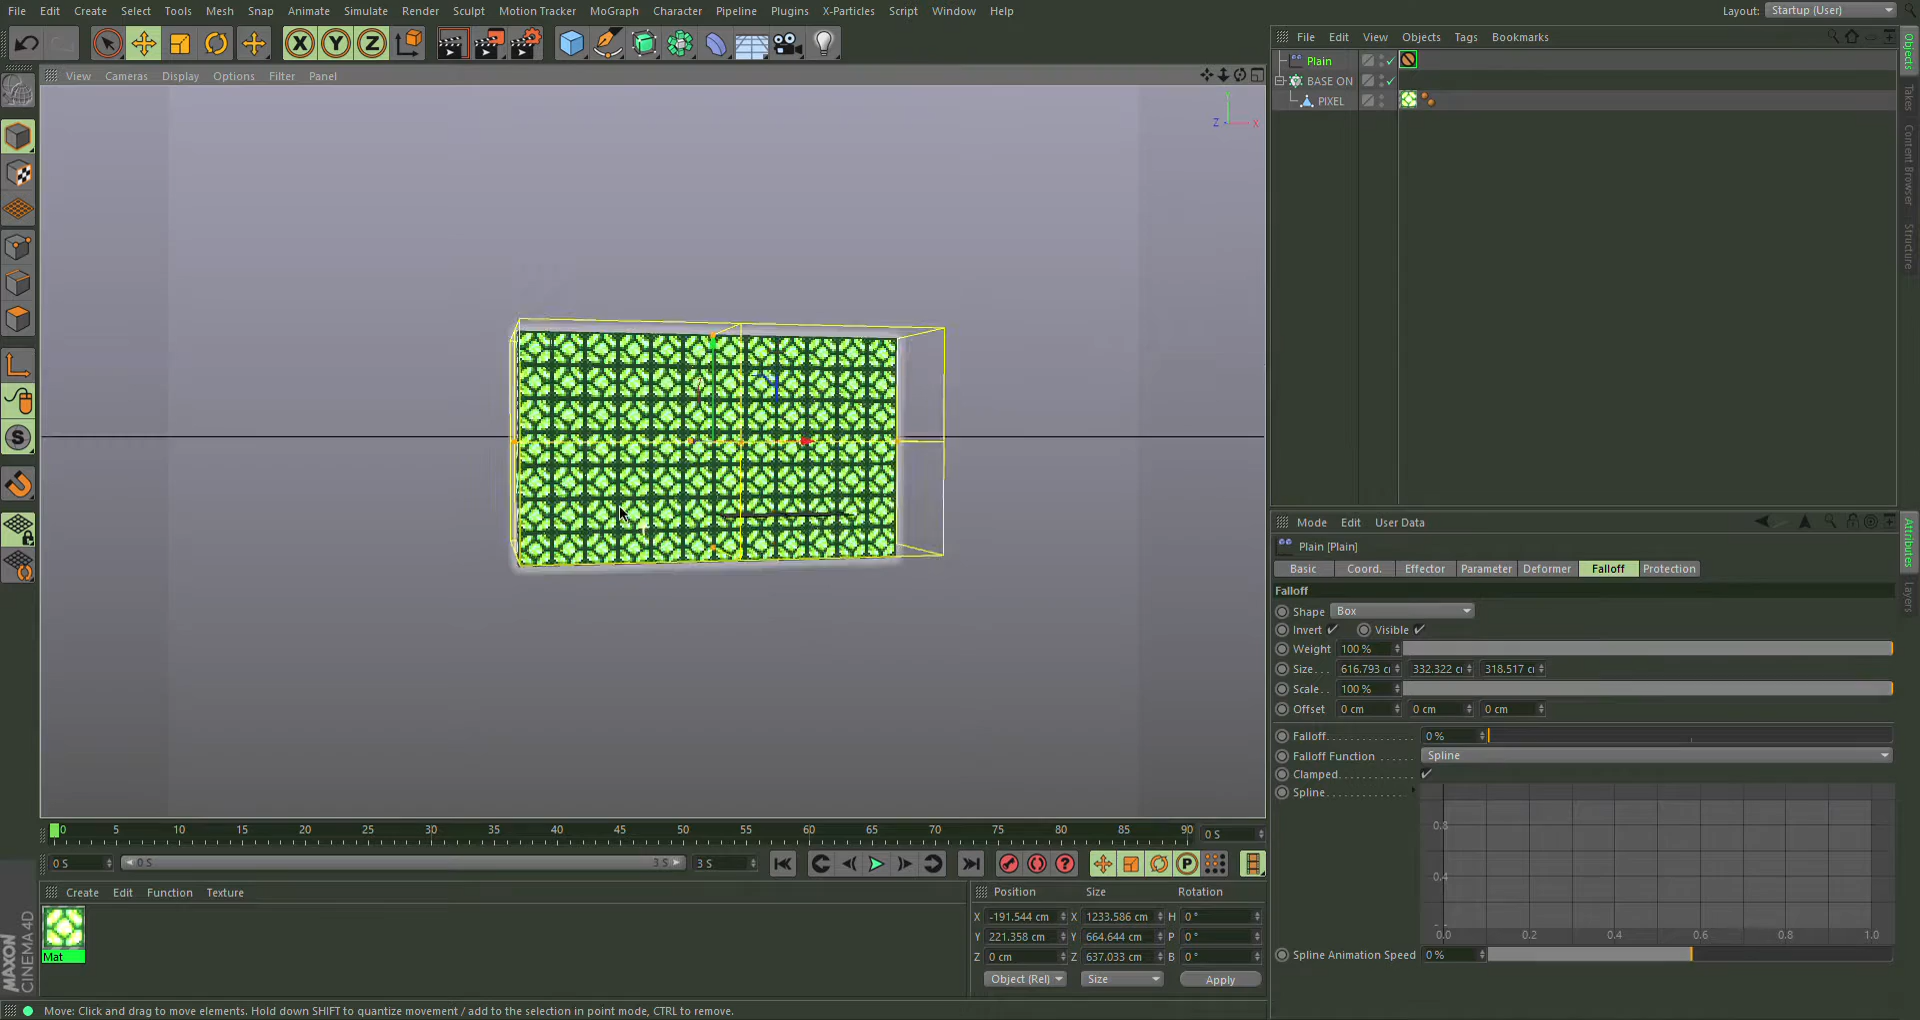 File Edit Create Select Tools Mesh Snap Animate Simulate Render Sculpt Motion Tracker MoGraph Character Pipeline Plugins X-Particles Script Window Help
Layout: Startup (User)
File Edit View Objects Tags Bookmarks
Plain
BASE ON
PIXEL
Objects
Takes
Content Browser
Structure
View Cameras Display Options Filter Panel
Z X
Mode Edit User Data
Plain [Plain]
Basic Coord. Effector Parameter Deformer Falloff Protection
Attributes
Layers
Falloff
Shape Box
Invert Visible
Weight 100 %
Size. . . 616.793 c 332.322 c 318.517 c
Scale. . 100 %
Offset 0 cm 0 cm 0 cm
Falloff. 0 %
Falloff Function Spline
Clamped.
Spline.
0.8
0.4
0.0 0.2 0.4 0.6 0.8 1.0
Spline Animation Speed 0 %
0 5 10 15 20 25 30 35 40 45 50 55 60 65 70 75 80 85 90 0 S
0 S 0 S 3 S 3 S
Create Edit Function Texture
Mat
Position Size Rotation
X -191.544 cm X 1233.586 cm H 0 °
Y 221.358 cm Y 664.644 cm P 0 °
Z 0 cm Z 637.033 cm B 0 °
Object (Rel) Size Apply
MAXON
CINEMA 4D
Move: Click and drag to move elements. Hold down SHIFT to quantize movement / add to the selection in point mode, CTRL to remove.